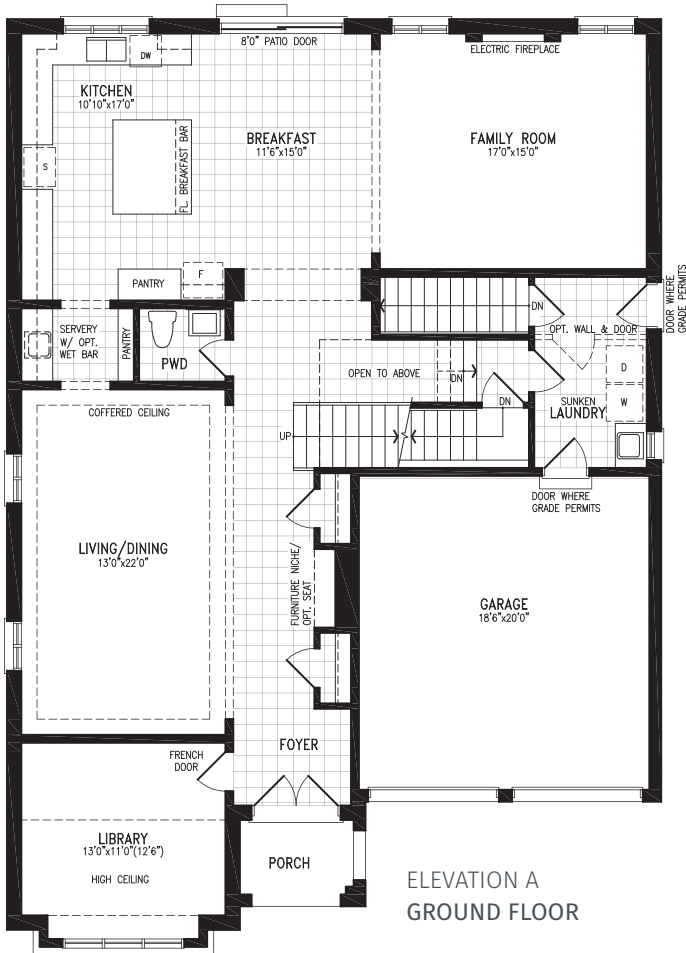 8'0" PATIO DOOR
ELECTRIC FIREPLACE
DW
KITCHEN
10'10"x17'0"
BREAKFAST
11'6"x15'0"
FAMILY ROOM
17'0"x15'0"
S
FL. BREAKFAST BAR
PANTRY
F
DN
DOOR WHERE
GRADE PERMITS
OPT. WALL & DOOR
SERVERY
W/ OPT.
WET BAR
PANTRY
PWD
OPEN TO ABOVE
DN
D
W
DN
SUNKEN
LAUNDRY
COFFERED CEILING
UP
DOOR WHERE
GRADE PERMITS
LIVING/DINING
13'0"x22'0"
FURNITURE NICHE/
OPT. SEAT
GARAGE
18'6"x20'0"
FOYER
FRENCH
DOOR
LIBRARY
13'0"x11'0"(12'6")
HIGH CEILING
PORCH
ELEVATION A
GROUND FLOOR